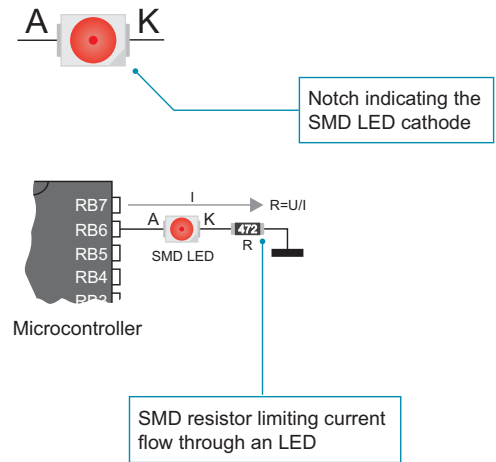 A K
Notch indicating the
SMD LED cathode
I
RB7
R=U/I
A K
RB6
472
R
SMD LED
RB5
RB4
RB3
Microcontroller
SMD resistor limiting current
flow through an LED